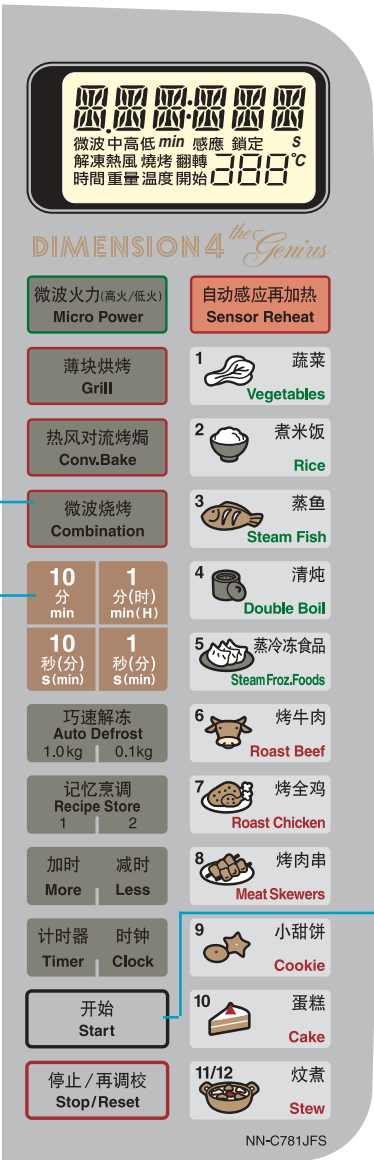 微波中高低 min 感應 鎖定 S
解凍熱風 燒烤 翻轉
時間重量溫度開始 288 °C
DIMENSION 4 the Genius
微波火力(高火/低火)
Micro Power
薄块烘烤
Grill
热风对流烤焗
Conv.Bake
微波烧烤
Combination
10
分
min
1
分(时)
min(H)
10
秒(分)
s(min)
1
秒(分)
s(min)
巧速解冻
Auto Defrost
1.0kg 0.1kg
记忆烹调
Recipe Store
1 2
加时 减时
More Less
计时器 时钟
Timer Clock
开始
Start
停止/再调校
Stop/Reset
自动感应再加热
Sensor Reheat
1 蔬菜
Vegetables
2 煮米饭
Rice
3 蒸鱼
Steam Fish
4 清炖
Double Boil
5 蒸冷冻食品
Steam Froz.Foods
6 烤牛肉
Roast Beef
7 烤全鸡
Roast Chicken
8 烤肉串
Meat Skewers
9 小甜饼
Cookie
10 蛋糕
Cake
11/12 炆煮
Stew
NN-C781JFS